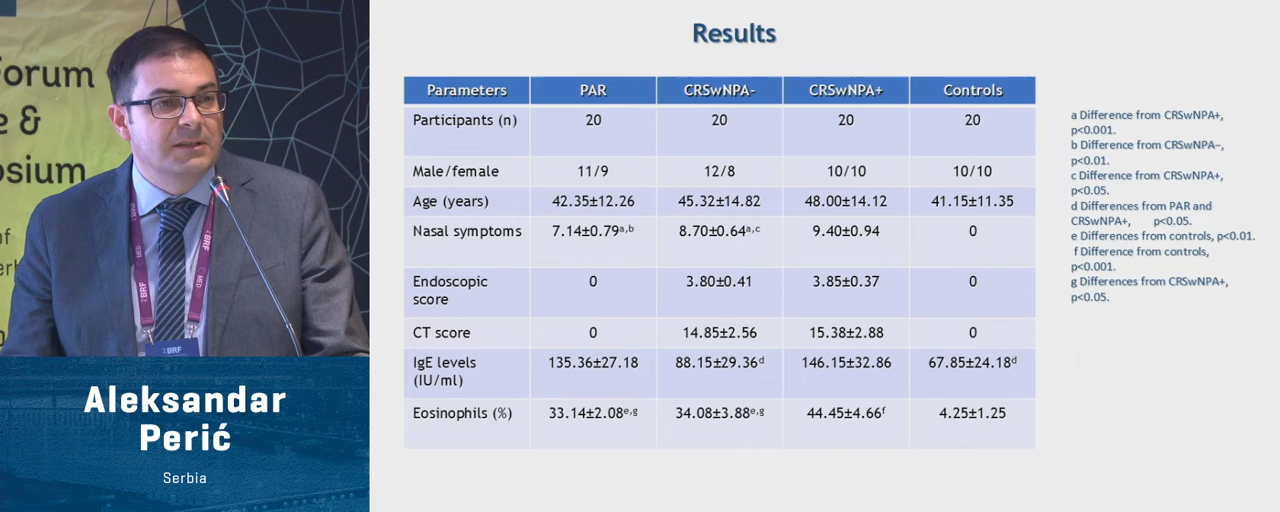 Forum
e &
posium
of
BRF
MED
BRF
BRF
Aleksandar
Perić
Serbia
Results
Parameters PAR CRSwNPA- CRSwNPA+ Controls
Participants (n) 20 20 20 20
Male/female 11/9 12/8 10/10 10/10
Age (years) 42.35±12.26 45.32±14.82 48.00±14.12 41.15±11.35
Nasal symptoms 7.14±0.79a,b 8.70±0.64a,c 9.40±0.94 0
Endoscopic
score 0 3.80±0.41 3.85±0.37 0
CT score 0 14.85±2.56 15.38±2.88 0
IgE levels
(IU/ml) 135.36±27.18 88.15±29.36d 146.15±32.86 67.85±24.18d
Eosinophils (%) 33.14±2.08e,g 34.08±3.88e,g 44.45±4.66f 4.25±1.25
a Difference from CRSwNPA+,
p<0.001.
b Difference from CRSwNPA–,
p<0.01.
c Difference from CRSwNPA+,
p<0.05.
d Differences from PAR and
CRSwNPA+, p<0.05.
e Differences from controls, p<0.01.
f Difference from controls,
p<0.001.
g Differences from CRSwNPA+,
p<0.05.